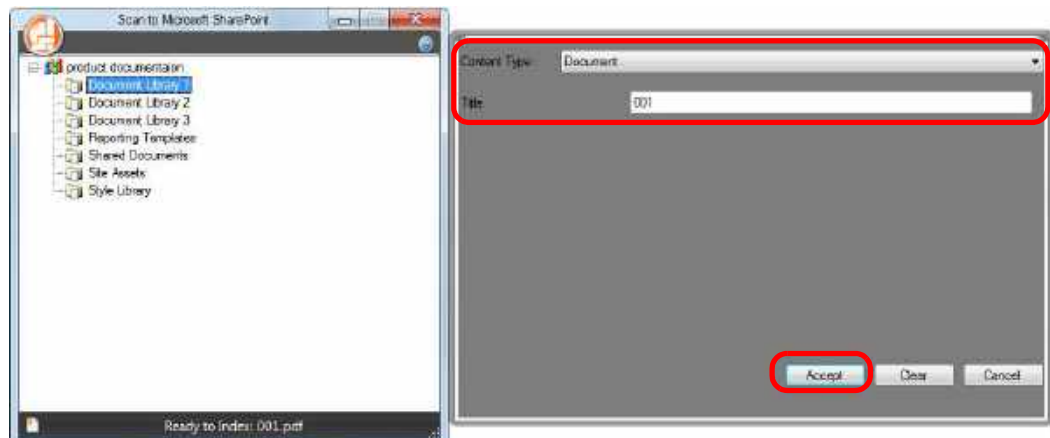 Scan to Microsoft SharePoint
product documentaion
Document Library 1
Document Library 2
Document Library 3
Reporting Templates
Shared Documents
Site Assets
Style Library
Ready to Index: 001.pdf
Content Type
Document
Title
001
Accept
Clear
Cancel